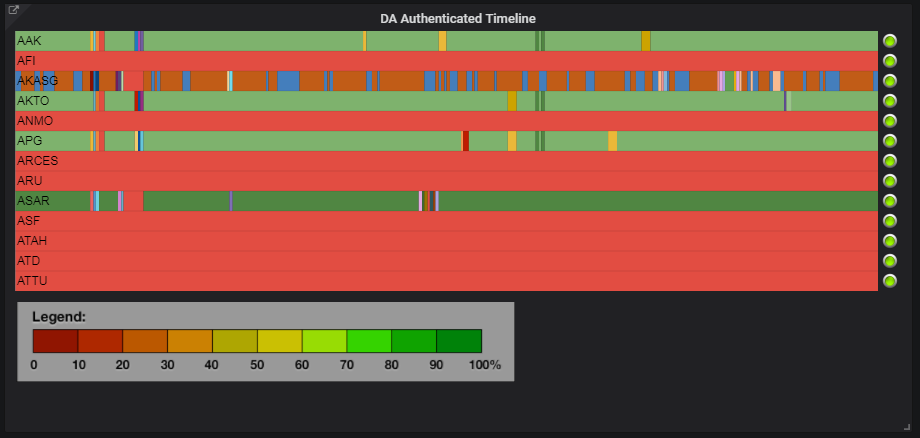 DA Authenticated Timeline
AAK
AFI
AKASG
AKTO
ANMO
APG
ARCES
ARU
ASAR
ASF
ATAH
ATD
ATTU
Legend:
0 10 20 30 40 50 60 70 80 90 100%